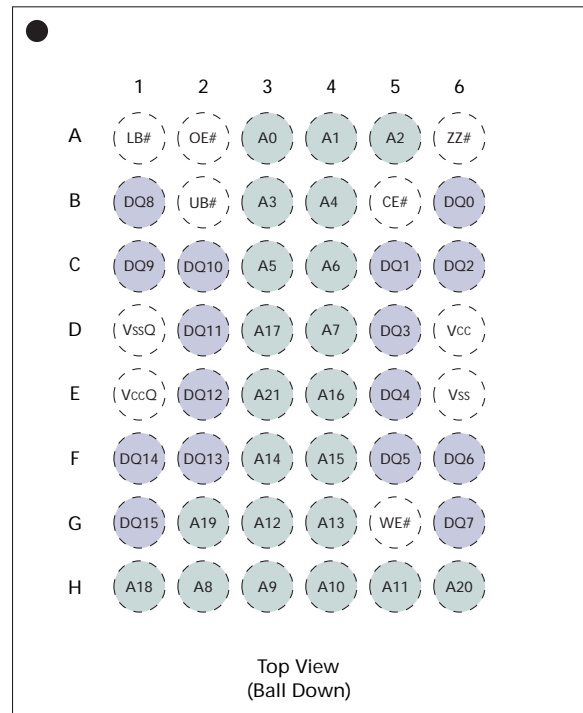 1 2 3 4 5 6
A LB# OE# A0 A1 A2 ZZ#
B DQ8 UB# A3 A4 CE# DQ0
C DQ9 DQ10 A5 A6 DQ1 DQ2
D VssQ DQ11 A17 A7 DQ3 Vcc
E VccQ DQ12 A21 A16 DQ4 Vss
F DQ14 DQ13 A14 A15 DQ5 DQ6
G DQ15 A19 A12 A13 WE# DQ7
H A18 A8 A9 A10 A11 A20
Top View
(Ball Down)